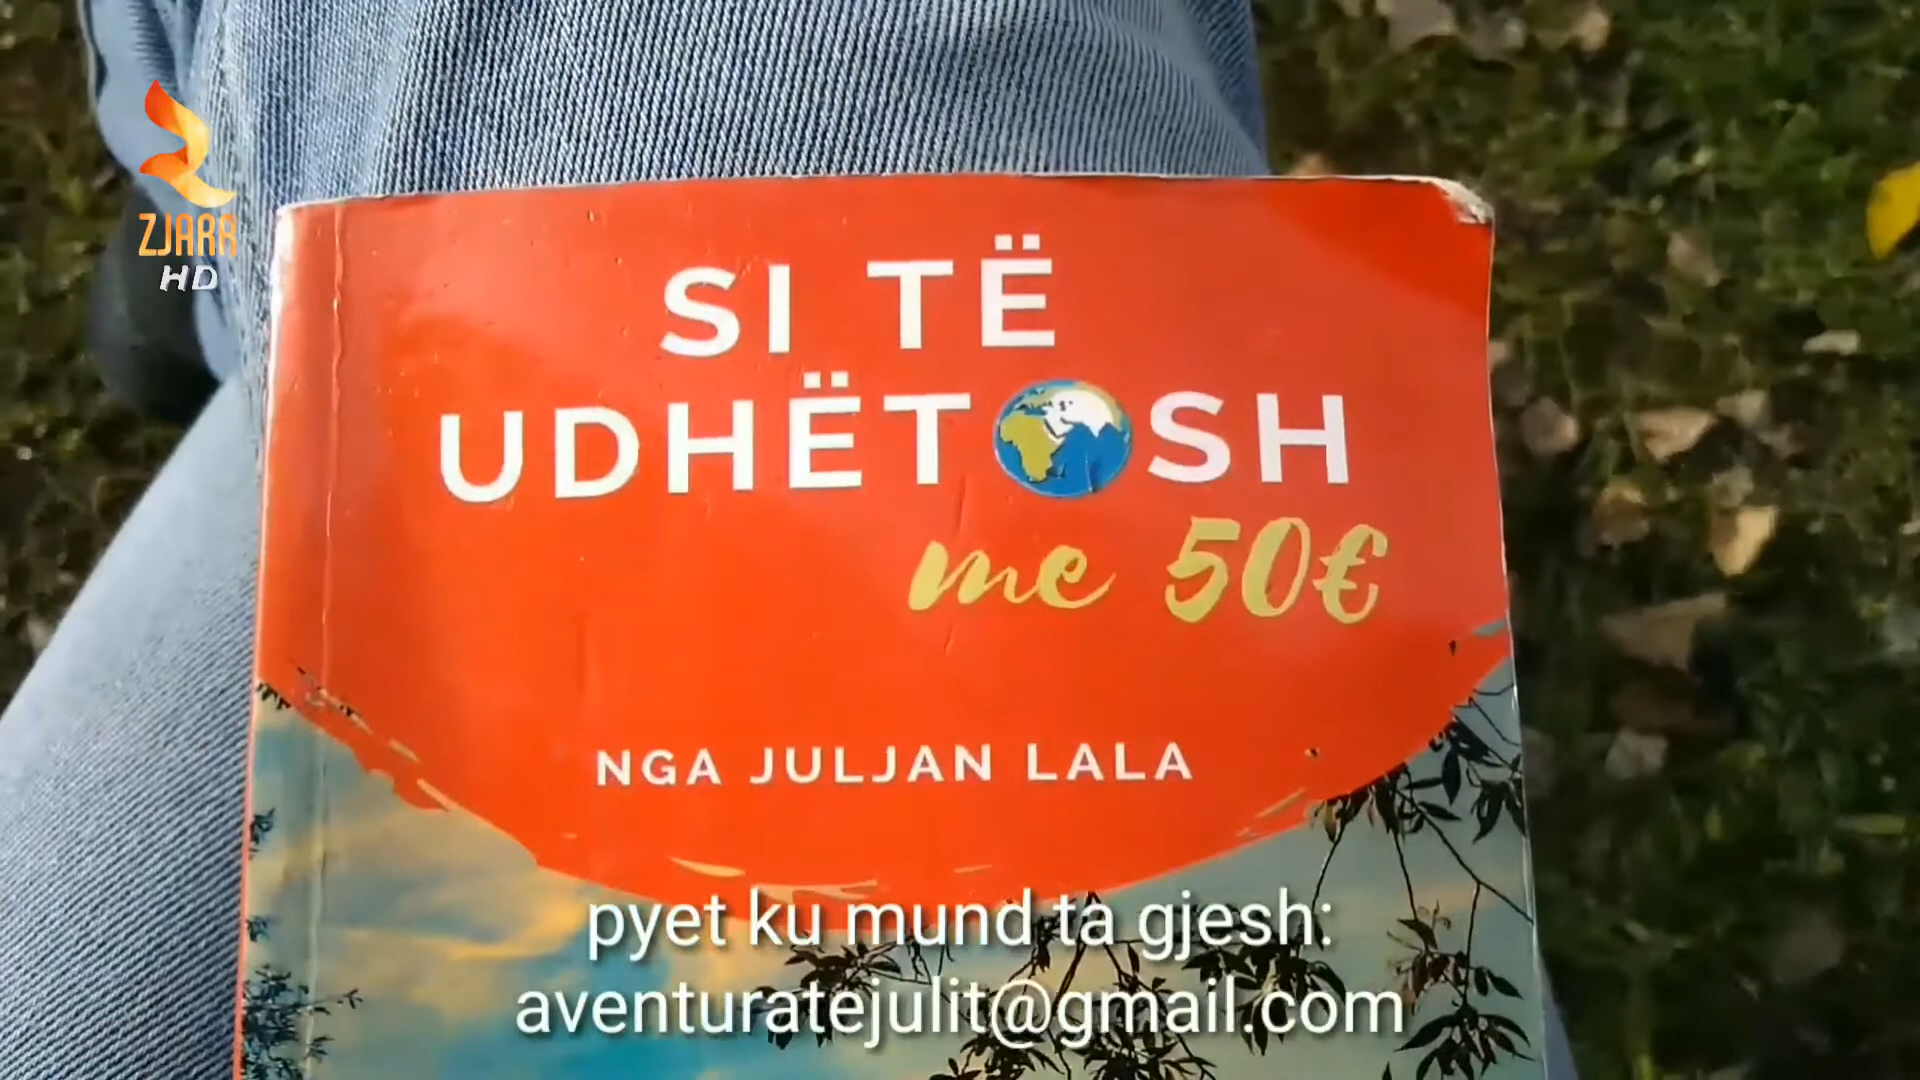 ZJARR
HD
SI TË
UDHËTOSH
me 50€
NGA JULJAN LALA
pyet ku mund ta gjesh:
aventuratejulit@gmail.com